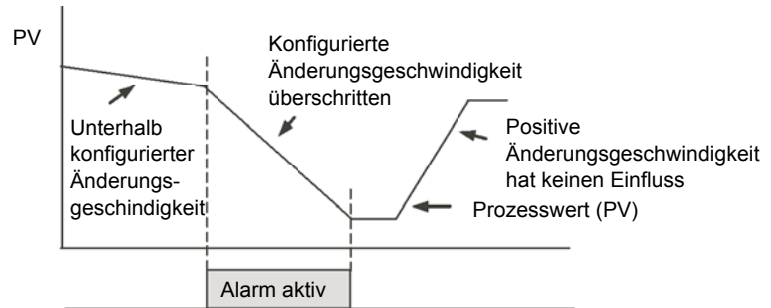 PV
Konfigurierte
Änderungsgeschwindigkeit
überschritten
Unterhalb
konfigurierter
Änderungs-
geschindigkeit
Positive
Änderungsgeschwindigkeit
hat keinen Einfluss
Prozesswert (PV)
Alarm aktiv